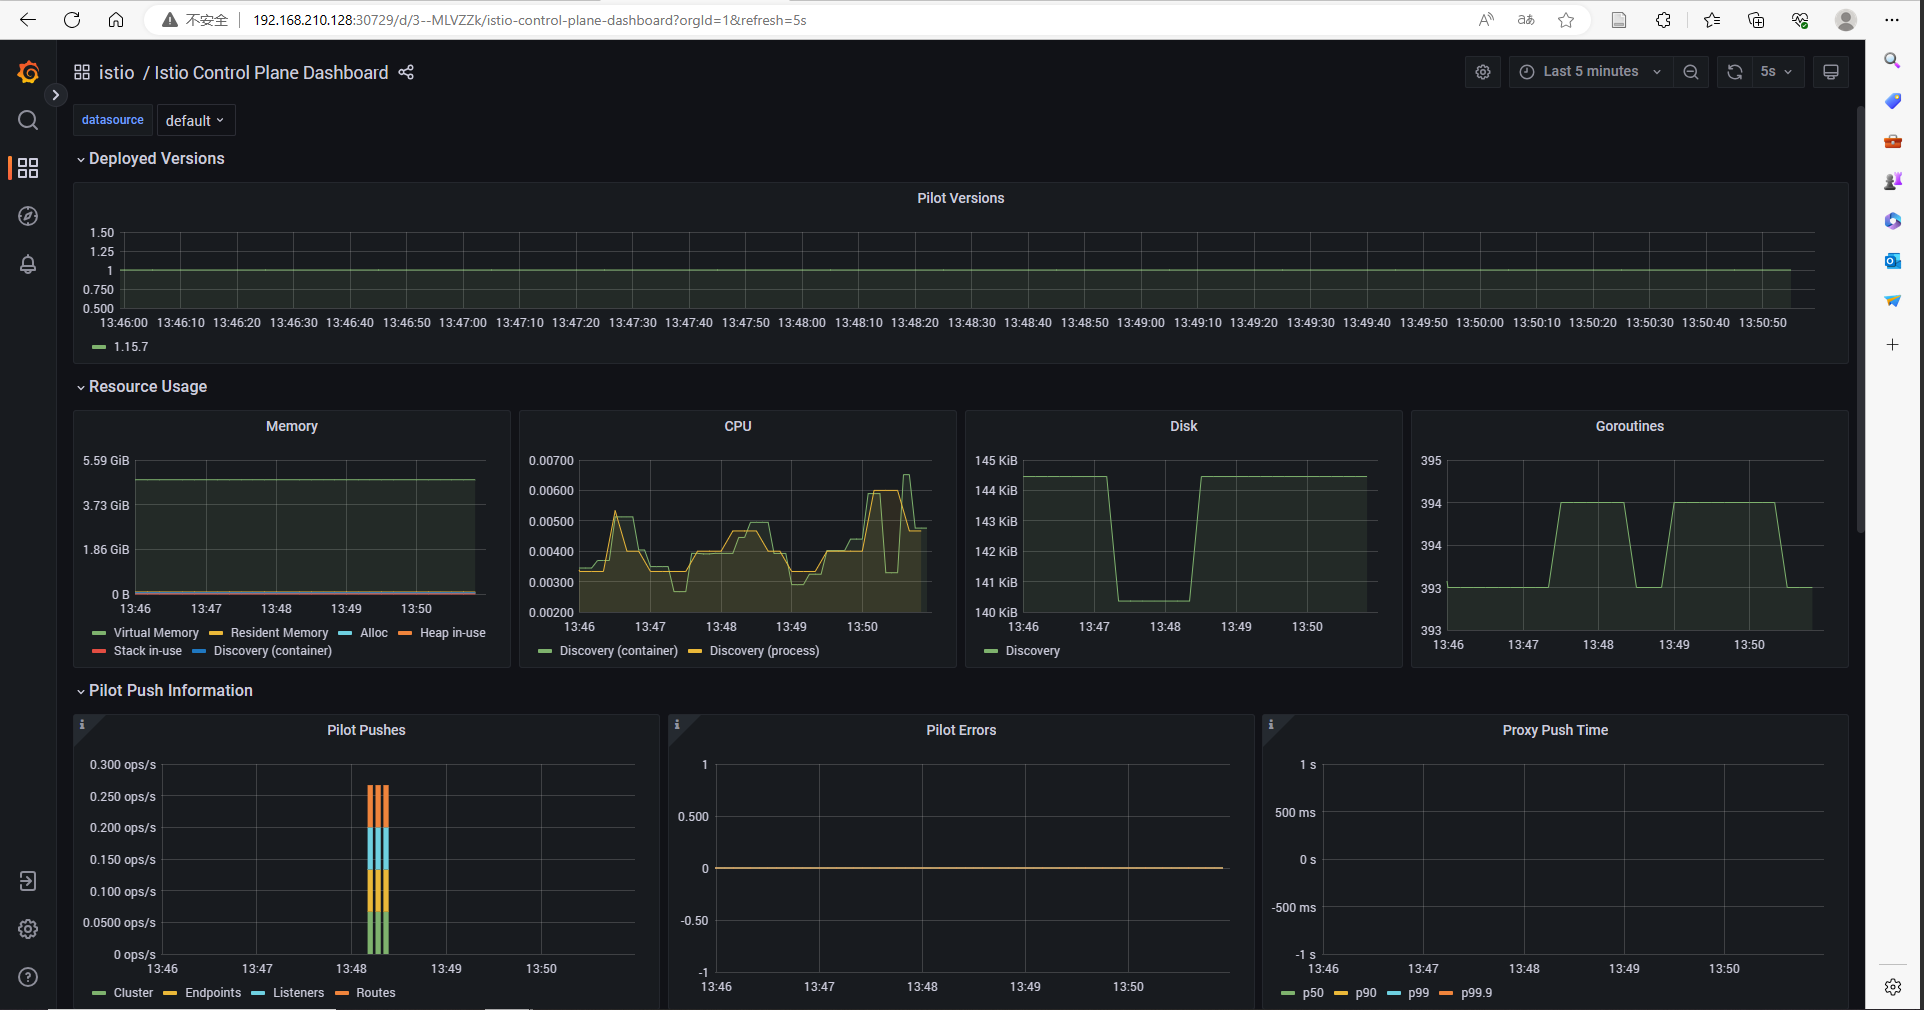 不安全 192.168.210.128:30729/d/3--MLVZZk/istio-control-plane-dashboard?orgId=1&refresh=5s
istio / Istio Control Plane Dashboard
Last 5 minutes 5s
datasource default
Deployed Versions
Pilot Versions
1.50
1.25
1
0.750
0.500
13:46:00 13:46:10 13:46:20 13:46:30 13:46:40 13:46:50 13:47:00 13:47:10 13:47:20 13:47:30 13:47:40 13:47:50 13:48:00 13:48:10 13:48:20 13:48:30 13:48:40 13:48:50 13:49:00 13:49:10 13:49:20 13:49:30 13:49:40 13:49:50 13:50:00 13:50:10 13:50:20 13:50:30 13:50:40 13:50:50
1.15.7
Resource Usage
Memory
5.59 GiB
3.73 GiB
1.86 GiB
0 B
13:46 13:47 13:48 13:49 13:50
Virtual Memory Resident Memory Alloc Heap in-use
Stack in-use Discovery (container)
CPU
0.00700
0.00600
0.00500
0.00400
0.00300
0.00200
13:46 13:47 13:48 13:49 13:50
Discovery (container) Discovery (process)
Disk
145 KiB
144 KiB
143 KiB
142 KiB
141 KiB
140 KiB
13:46 13:47 13:48 13:49 13:50
Discovery
Goroutines
395
394
394
393
393
13:46 13:47 13:48 13:49 13:50
Pilot Push Information
Pilot Pushes
0.300 ops/s
0.250 ops/s
0.200 ops/s
0.150 ops/s
0.100 ops/s
0.0500 ops/s
0 ops/s
13:46 13:47 13:48 13:49 13:50
Cluster Endpoints Listeners Routes
Pilot Errors
1
0.500
0
-0.50
-1
13:46 13:47 13:48 13:49 13:50
Proxy Push Time
1 s
500 ms
0 s
-500 ms
-1 s
13:46 13:47 13:48 13:49 13:50
p50 p90 p99 p99.9